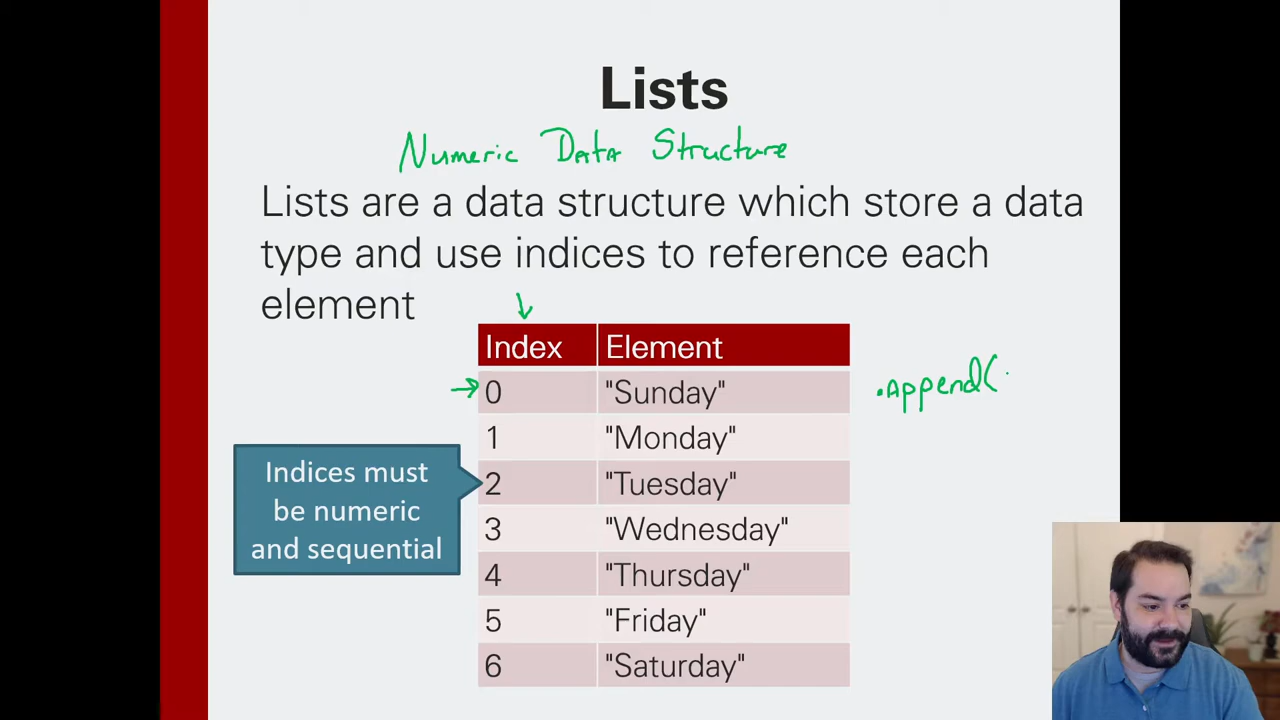 Lists
Numeric Data Structure
Lists are a data structure which store a data
type and use indices to reference each
element
Index Element
0 "Sunday"
.Append(
1 "Monday"
2 "Tuesday"
3 "Wednesday"
4 "Thursday"
5 "Friday"
6 "Saturday"
Indices must
be numeric
and sequential